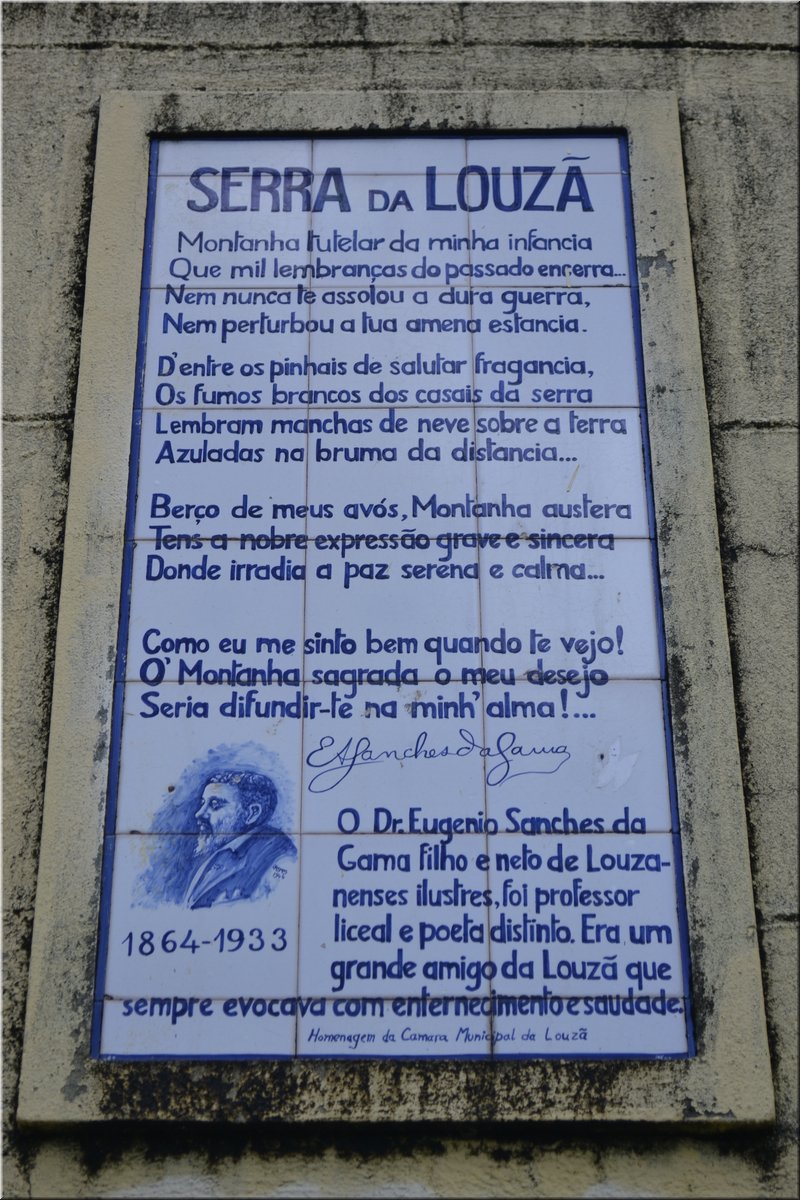 SERRA DA LOUZÃ
Montanha tutelar da minha infancia
Que mil lembranças do passado encerra...
Nem nunca te assolou a dura guerra,
Nem perturbou a tua amena estancia.
D'entre os pinhais de salutar fragancia,
Os fumos brancos dos casais da serra
Lembram manchas de neve sobre a terra
Azuladas na bruma da distancia...
Berço de meus avós, Montanha austera
Tens a nobre expressão grave e sincera
Donde irradia a paz serena e calma...
Como eu me sinto bem quando te vejo!
O' Montanha sagrada o meu desejo
Seria difundir-te na minh' alma!...
E A Sanches da Gama
O Dr. Eugenio Sanches da
Gama filho e neto de Louza-
nenses ilustres, foi professor
liceal e poeta distinto. Era um
grande amigo da Louzã que
sempre evocava com enternecimento e saudade.
1864-1933
Homenagem da Camara Municipal da Louzã